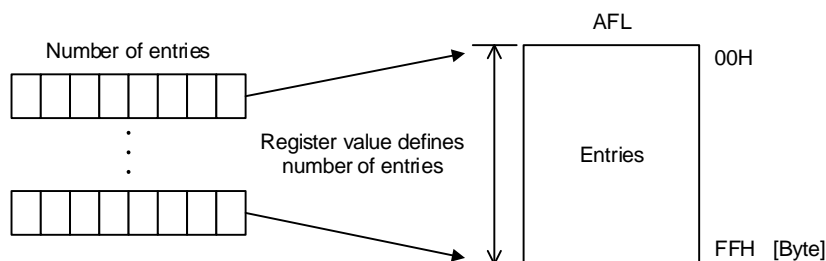 AFL
Number of entries
00H
Register value defines
number of entries
Entries
FFH [Byte]